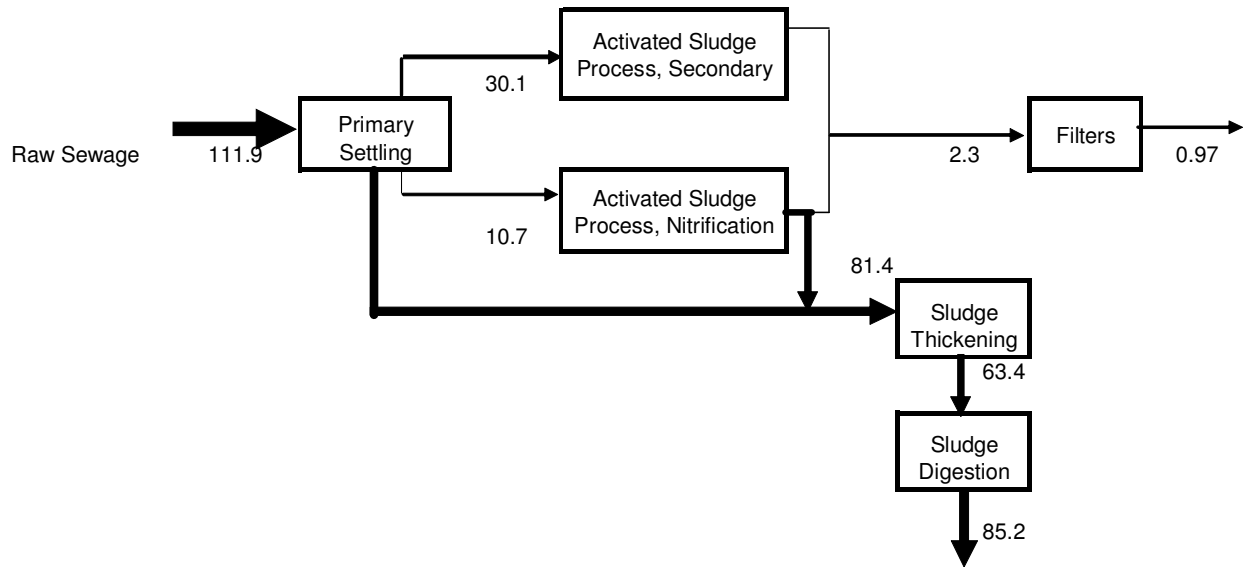 Activated Sludge
Process, Secondary
30.1
Primary
Settling
Raw Sewage
111.9
Filters
2.3
0.97
Activated Sludge
Process, Nitrification
10.7
81.4
Sludge
Thickening
63.4
Sludge
Digestion
85.2